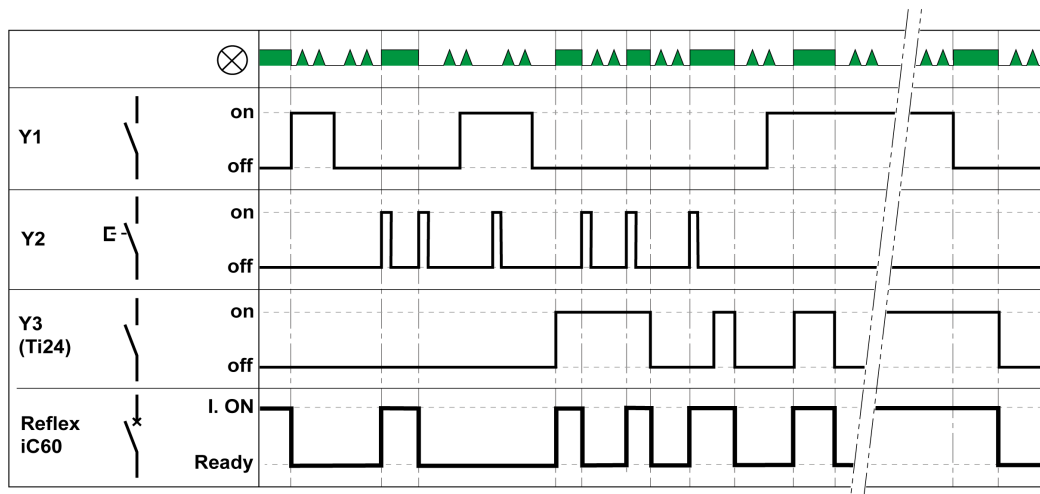 Y1
on
off
Y2
on
off
Y3
(Ti24)
on
off
Reflex
iC60
I. ON
Ready